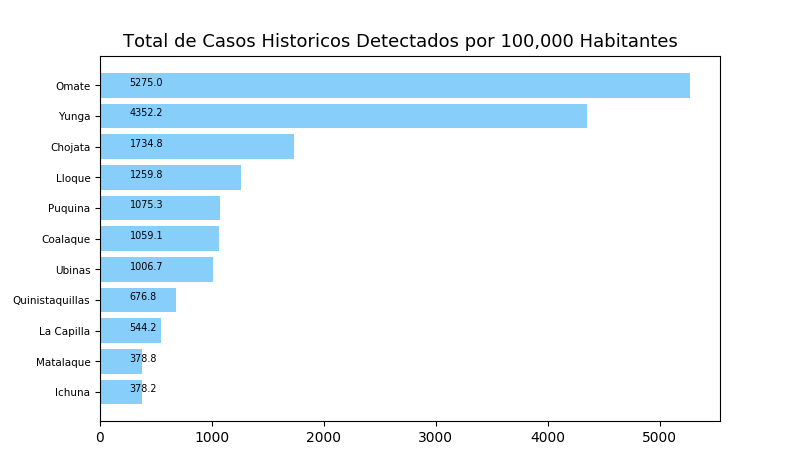 Total de Casos Historicos Detectados por 100,000 Habitantes
Omate 5275.0
Yunga 4352.2
Chojata 1734.8
Lloque 1259.8
Puquina 1075.3
Coalaque 1059.1
Ubinas 1006.7
Quinistaquillas 676.8
La Capilla 544.2
Matalaque 378.8
Ichuna 378.2
0 1000 2000 3000 4000 5000